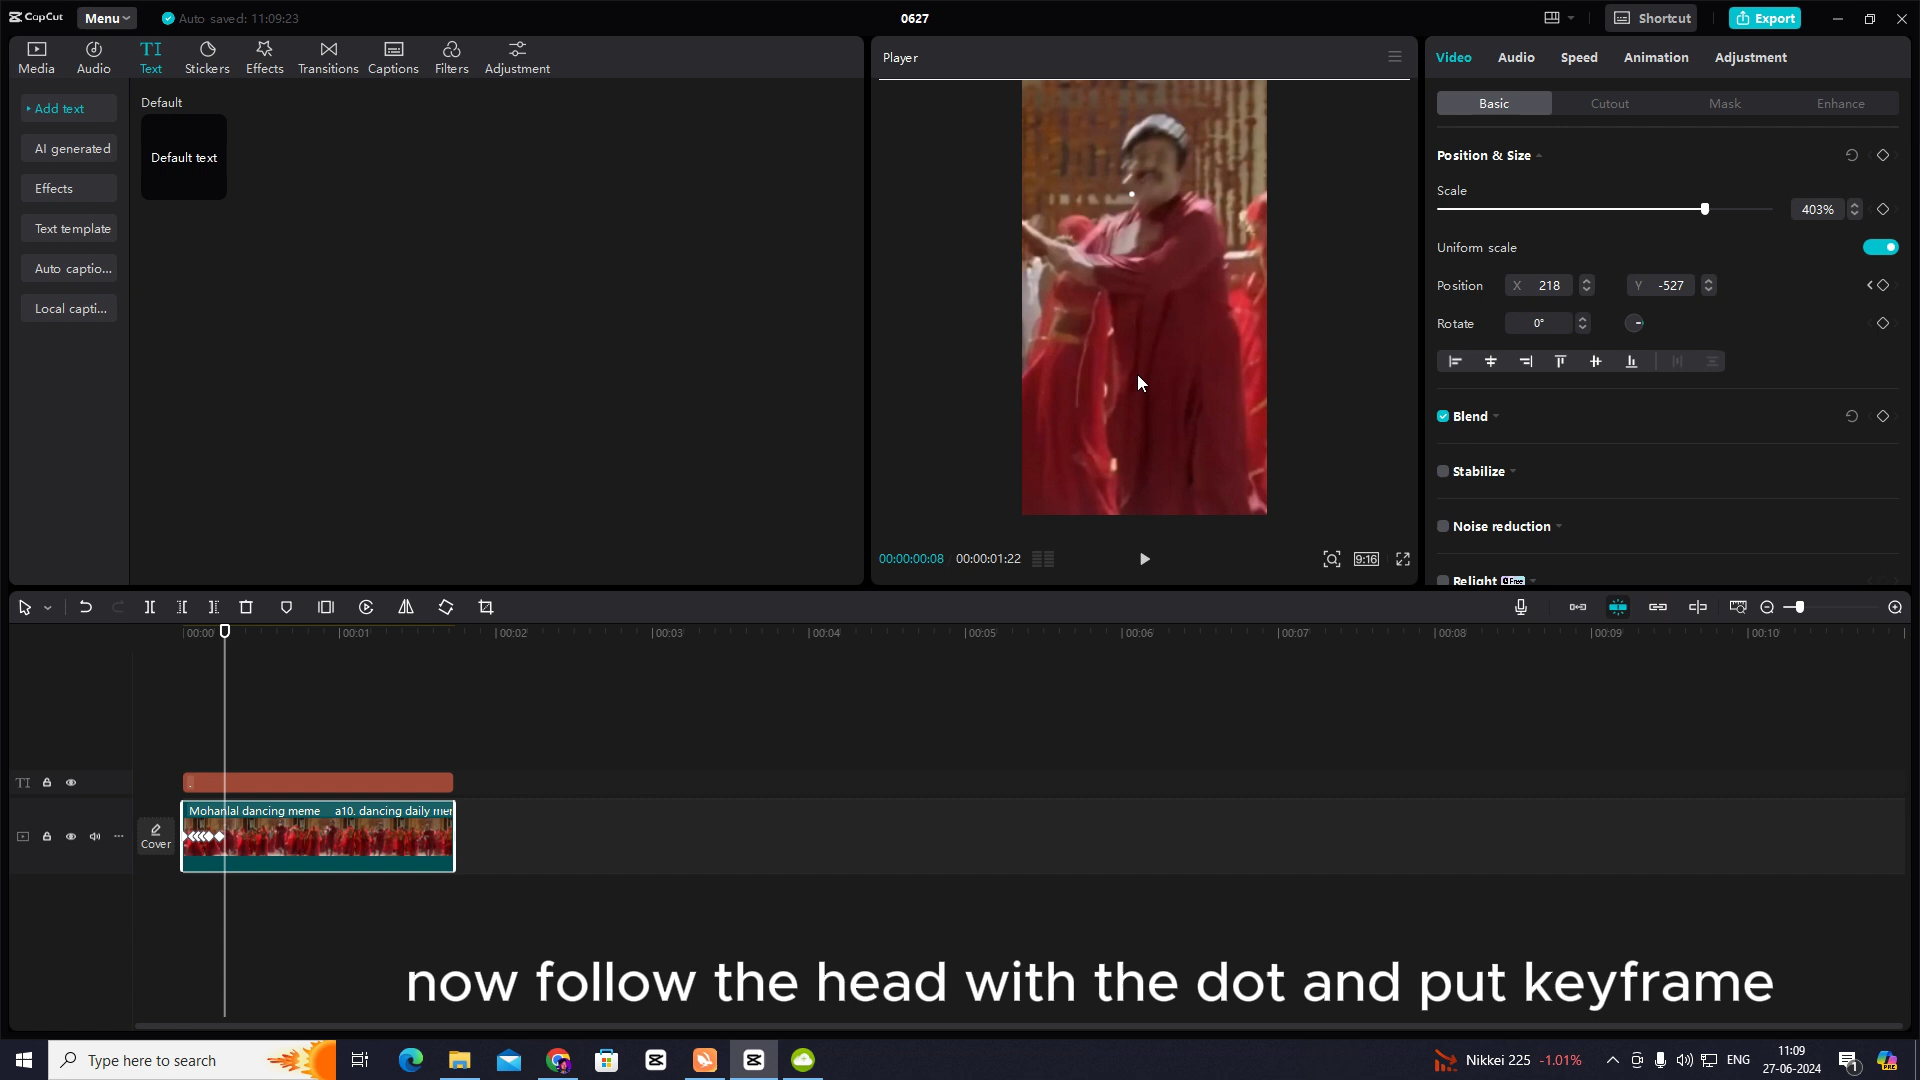 CapCut
Menu
Auto saved: 11:09:23
0627
Shortcut
Export
Media
Audio
TI
Text
Stickers
Effects
Transitions
Captions
Filters
Adjustment
Add text
AI generated
Effects
Text template
Auto captio...
Local capti...
Default
Default text
Player
00:00:00:08
00:00:01:22
9:16
Video
Audio
Speed
Animation
Adjustment
Basic
Cutout
Mask
Enhance
Position & Size
Scale
403%
Uniform scale
Position
X 218
Y -527
Rotate
0°
Blend
Stabilize
Noise reduction
Relight
Free
00:00
00:01
00:02
00:03
00:04
00:05
00:06
00:07
00:08
00:09
00:10
TI
Cover
Mohanlal dancing meme a10. dancing daily mer
now follow the head with the dot and put keyframe
Type here to search
Nikkei 225 -1.01%
ENG
11:09
27-06-2024
1
PRE